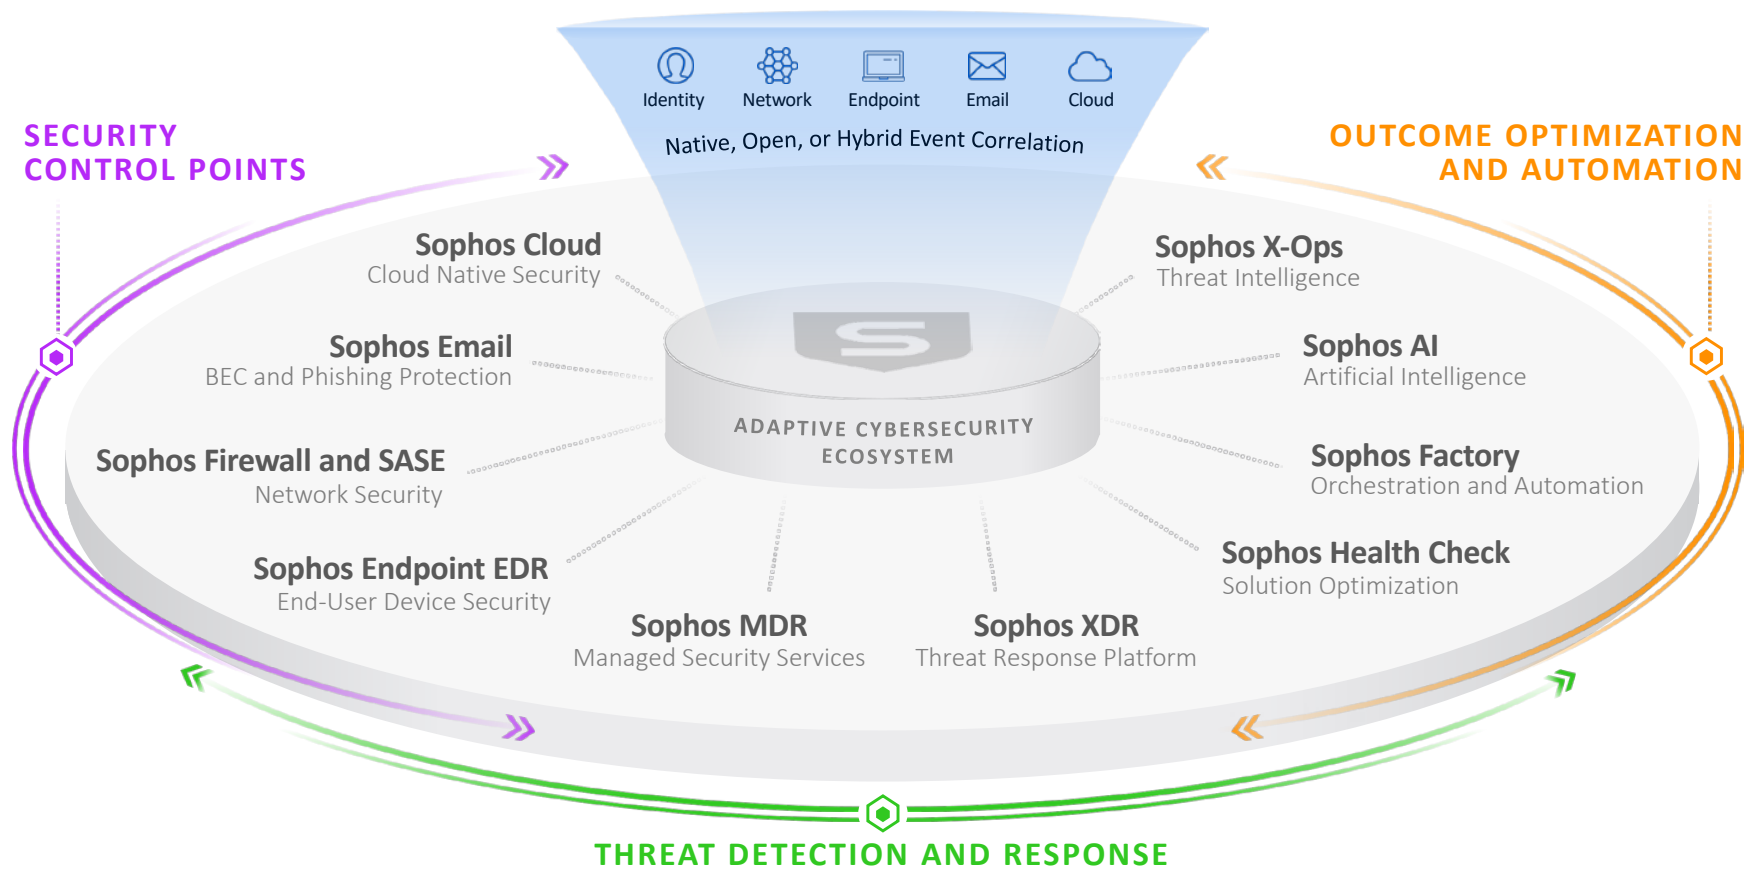 Identity
Network
Endpoint
Email
Cloud
Native, Open, or Hybrid Event Correlation
SECURITY
CONTROL POINTS
OUTCOME OPTIMIZATION
AND AUTOMATION
Sophos Cloud
Cloud Native Security
Sophos Email
BEC and Phishing Protection
Sophos Firewall and SASE
Network Security
Sophos Endpoint EDR
End-User Device Security
Sophos MDR
Managed Security Services
Sophos XDR
Threat Response Platform
Sophos X-Ops
Threat Intelligence
Sophos AI
Artificial Intelligence
Sophos Factory
Orchestration and Automation
Sophos Health Check
Solution Optimization
S
ADAPTIVE CYBERSECURITY
ECOSYSTEM
THREAT DETECTION AND RESPONSE